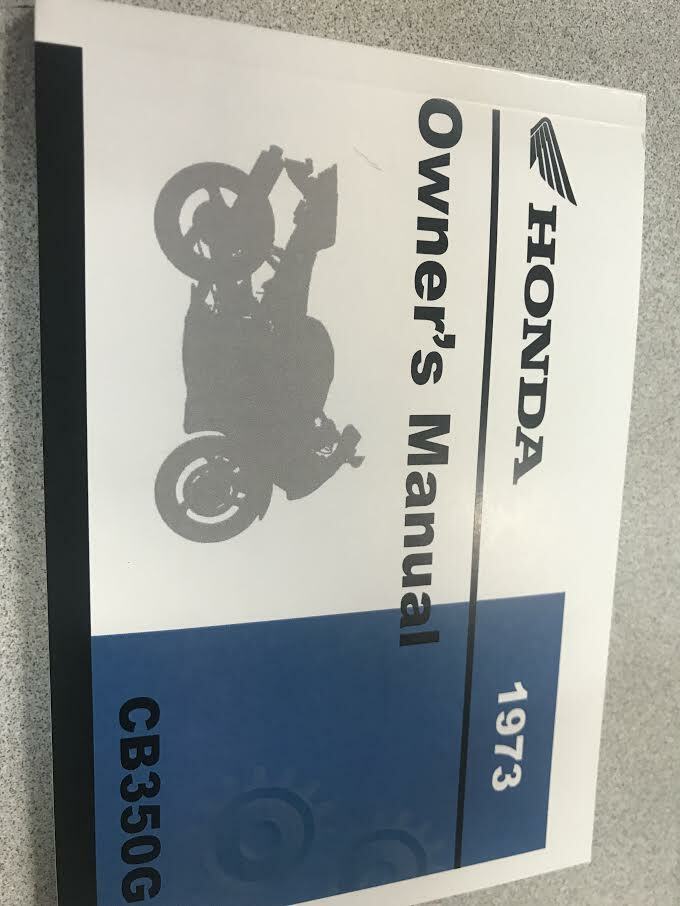 HONDA
1973
Owner's Manual
CB350G